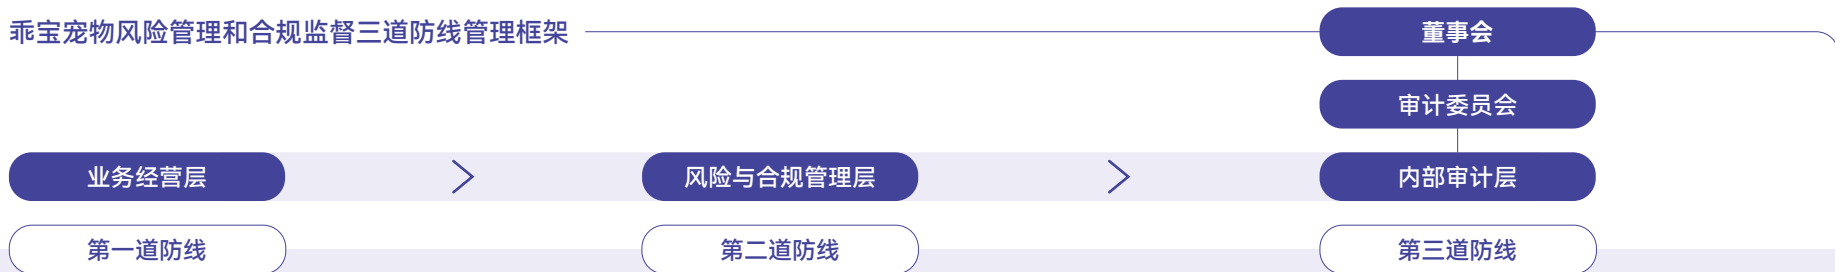 乖宝宠物风险管理和合规监督三道防线管理框架
董事会
审计委员会
业务经营层
风险与合规管理层
内部审计层
第一道防线
第二道防线
第三道防线